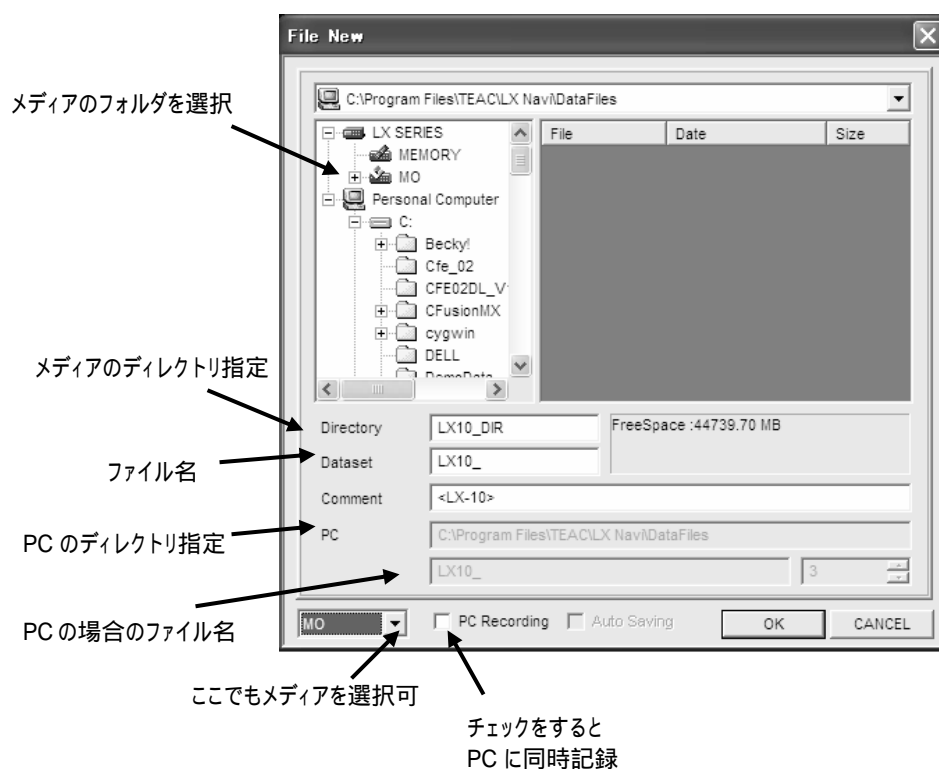 File New
C:\Program Files\TEAC\LX Navi\DataFiles
メディアのフォルダを選択
LX SERIES
File
Date
Size
MEMORY
MO
Personal Computer
C:
Becky!
Cfe_02
CFE02DL_V
CFusionMX
cygwin
DELL
メディアのディレクトリ指定
Directory
LX10_DIR
FreeSpace :44739.70 MB
ファイル名
Dataset
LX10_
Comment
<LX-10>
PC のディレクトリ指定
PC
C:\Program Files\TEAC\LX Navi\DataFiles
LX10_
3
PC の場合のファイル名
MO
PC Recording
Auto Saving
OK
CANCEL
ここでもメディアを選択可
チェックをすると
PC に同時記録